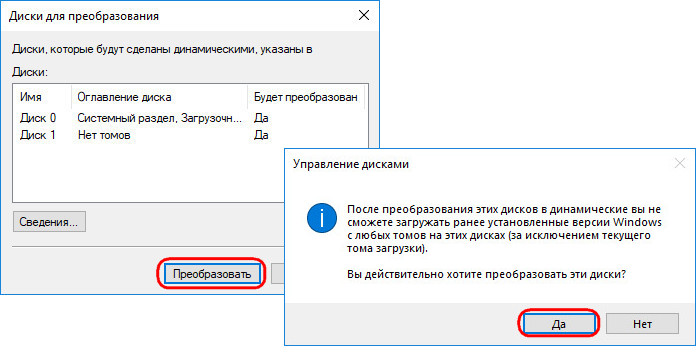 Диски для преобразования
Диски, которые будут сделаны динамическими, указаны в
Диски:
Имя Оглавление диска Будет преобразован
Диск 0 Системный раздел, Загрузочн... Да
Диск 1 Нет томов Да
Сведения...
Преобразовать
Управление дисками
После преобразования этих дисков в динамические вы не
сможете загружать ранее установленные версии Windows
с любых томов на этих дисках (за исключением текущего
тома загрузки).
Вы действительно хотите преобразовать эти диски?
Да Нет